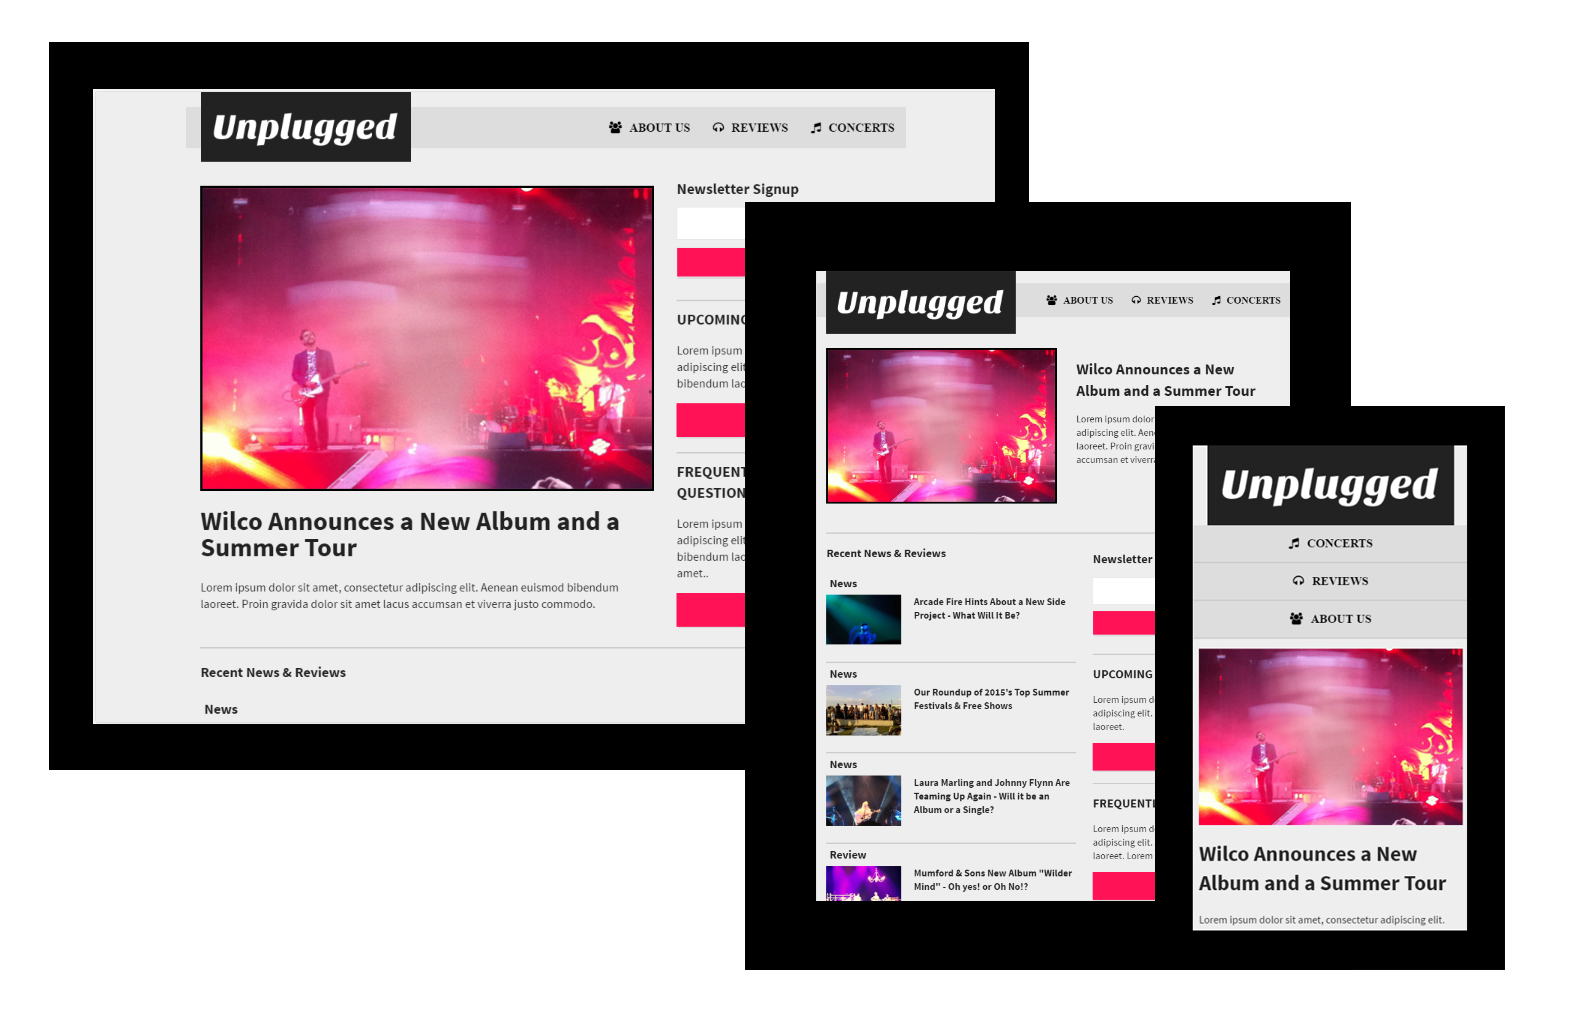 Unplugged
ABOUT US
REVIEWS
CONCERTS
Newsletter Signup
UPCOMING
Lorem ipsum
adipiscing elit
bibendum lao
FREQUENT
QUESTION
Lorem ipsum
adipiscing elit
bibendum lao
amet..
Wilco Announces a New Album and a
Summer Tour
Lorem ipsum dolor sit amet, consectetur adipiscing elit. Aenean euismod bibendum
laoreet. Proin gravida dolor sit amet lacus accumsan et viverra justo commodo.
Recent News & Reviews
News
Unplugged
ABOUT US
REVIEWS
CONCERTS
Wilco Announces a New
Album and a Summer Tour
Lorem ipsum dolor
adipiscing elit. Aen
laoreet. Proin gravi
accumsan et viverr
Recent News & Reviews
News
Arcade Fire Hints About a New Side
Project - What Will It Be?
News
Our Roundup of 2015's Top Summer
Festivals & Free Shows
News
Laura Marling and Johnny Flynn Are
Teaming Up Again - Will it be an
Album or a Single?
Review
Mumford & Sons New Album "Wilder
Mind" - Oh yes! or Oh No!?
Newsletter
UPCOMING
Lorem ipsum d
adipiscing elit.
laoreet.
FREQUENTL
Lorem ipsum d
adipiscing elit.
laoreet. Lorem
Unplugged
CONCERTS
REVIEWS
ABOUT US
Wilco Announces a New
Album and a Summer Tour
Lorem ipsum dolor sit amet, consectetur adipiscing elit.